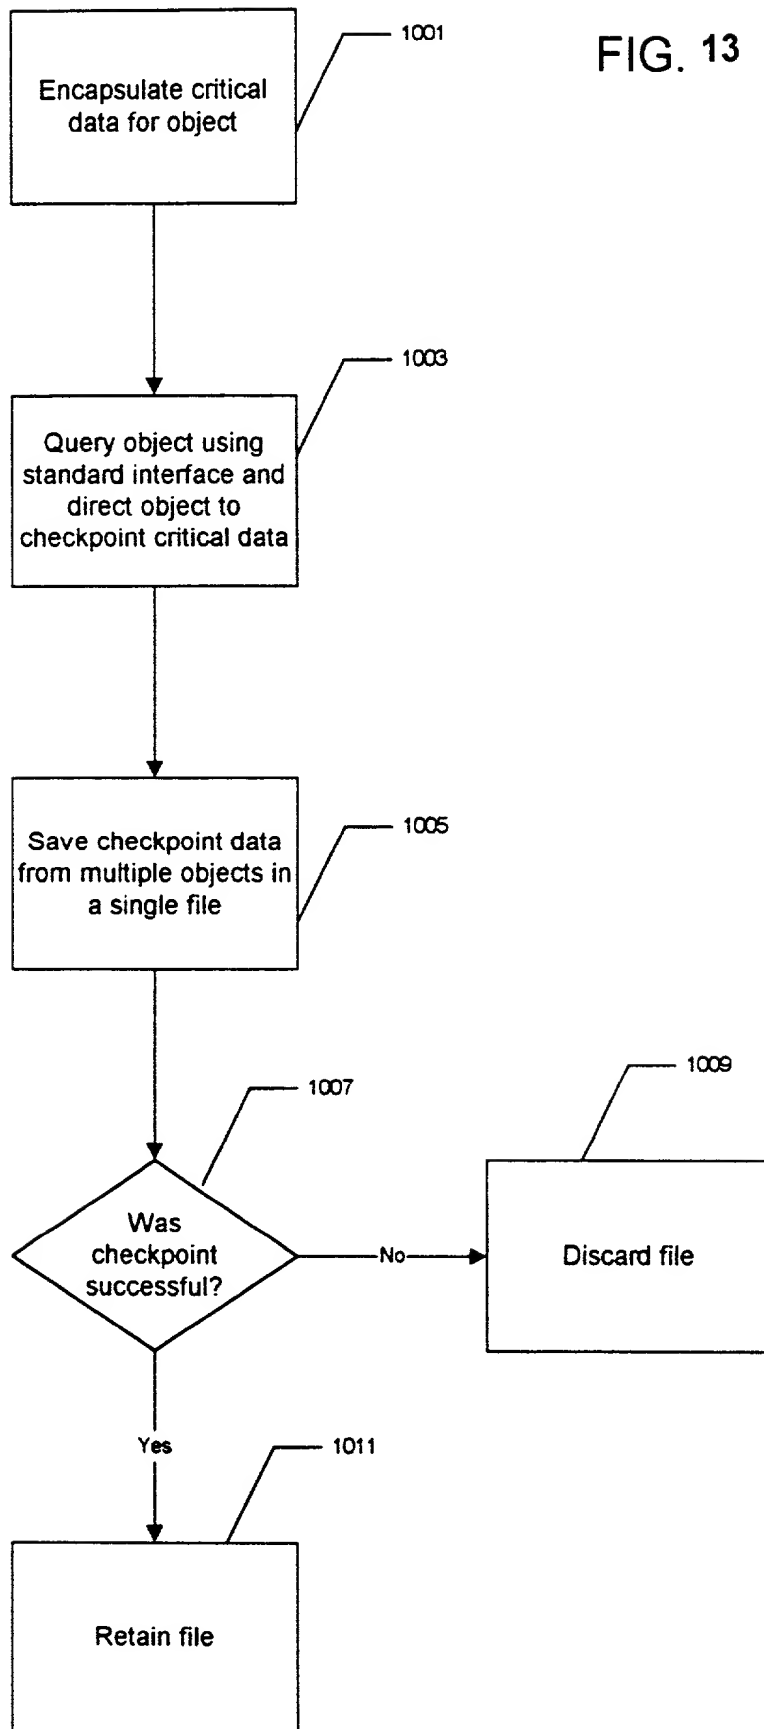 FIG. 13
1001
Encapsulate critical
data for object
1003
Query object using
standard interface and
direct object to
checkpoint critical data
1005
Save checkpoint data
from multiple objects in
a single file
1007
1009
Was
checkpoint
successful?
No
Discard file
Yes
1011
Retain file